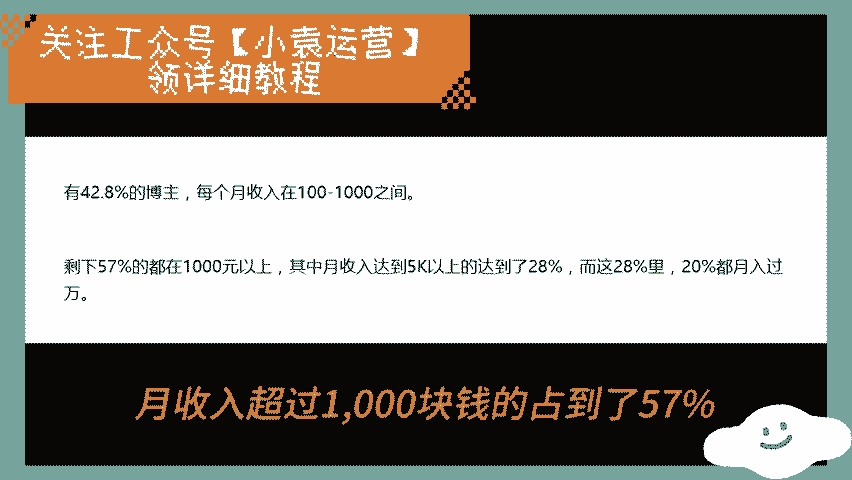 关注工众号【小袁运营】
领详细教程
有42.8%的博主，每个月收入在100-1000之间。
剩下57%的都在1000元以上，其中月收入达到5K以上的达到了28%，而这28%里，20%都月入过
万。
月收入超过1,000块钱的占到了57%